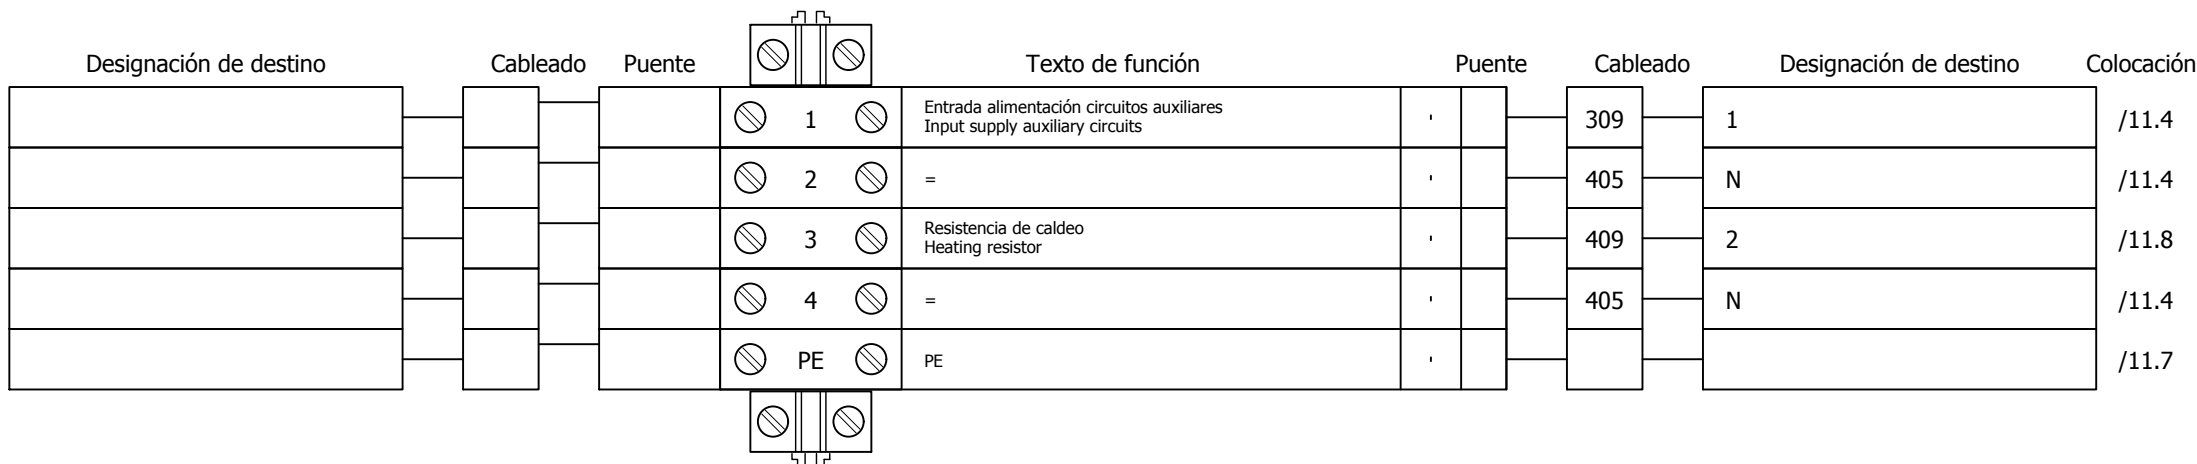 Designación de destino Cableado Puente Texto de función Puente Cableado Designación de destino Colocación
1 Entrada alimentación circuitos auxiliares
Input supply auxiliary circuits 309 1 /11.4
2 = 405 N /11.4
3 Resistencia de caldeo
Heating resistor 409 2 /11.8
4 = 405 N /11.4
PE PE /11.7